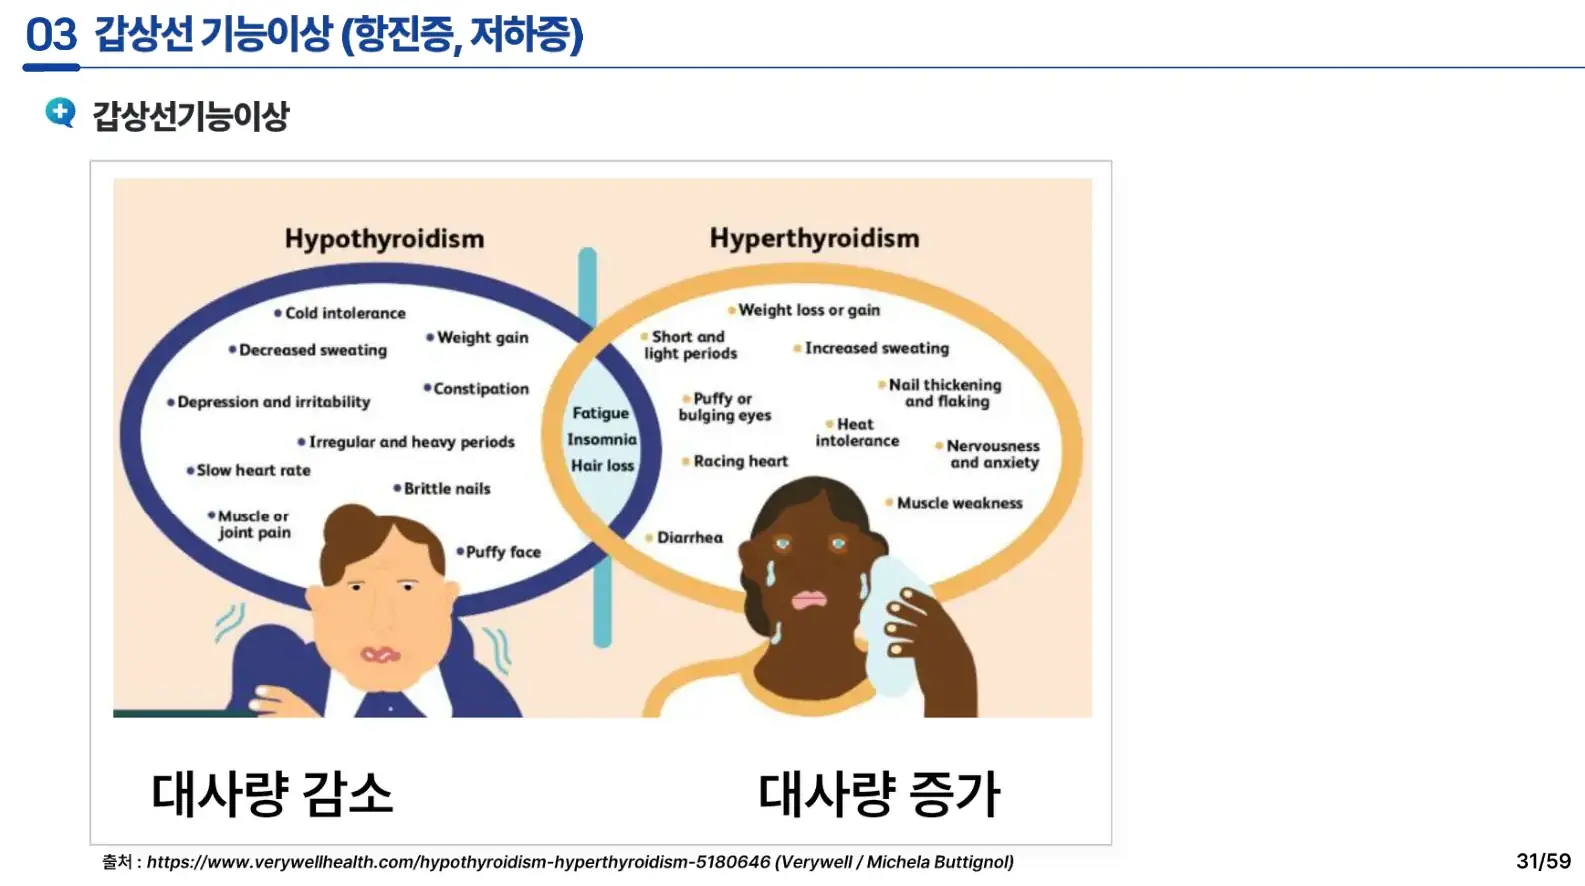 03 갑상선 기능이상 (항진증, 저하증)
갑상선기능이상
Hypothyroidism
• Cold intolerance
• Weight gain
• Decreased sweating
• Constipation
• Depression and irritability
• Irregular and heavy periods
• Slow heart rate
• Brittle nails
• Muscle or
joint pain
• Puffy face
Fatigue
Insomnia
Hair loss
Hyperthyroidism
• Weight loss or gain
• Short and
light periods
• Increased sweating
• Nail thickening
and flaking
• Puffy or
bulging eyes
• Heat
intolerance
• Nervousness
and anxiety
• Racing heart
• Muscle weakness
• Diarrhea
대사량 감소
대사량 증가
출처 : https://www.verywellhealth.com/hypothyroidism-hyperthyroidism-5180646 (Verywell / Michela Buttignol)
31/59